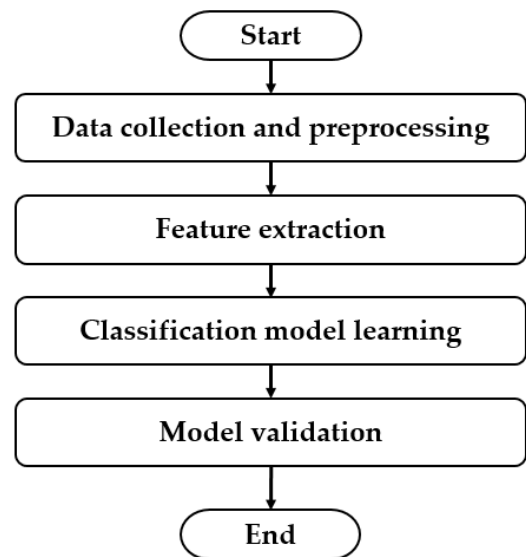 Start
Data collection and preprocessing
Feature extraction
Classification model learning
Model validation
End